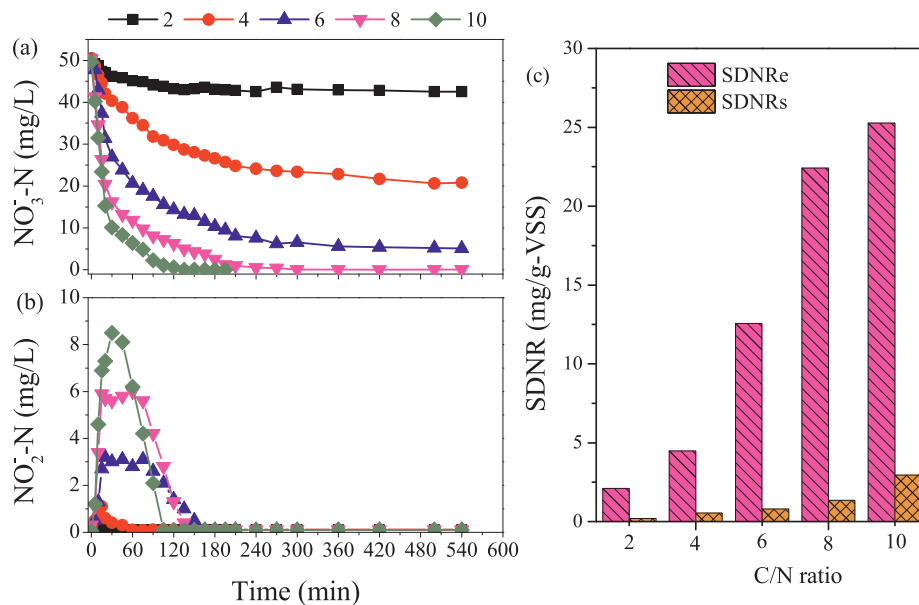 2 4 6 8 10
(a)
NO₃⁻-N (mg/L)
50
40
30
20
10
0
(b)
NO₂⁻-N (mg/L)
10
8
6
4
2
0
0 60 120 180 240 300 360 420 480 540 600
Time (min)
(c)
SDNRe
SDNRs
SDNR (mg/g-VSS)
30
25
20
15
10
5
0
2 4 6 8 10
C/N ratio